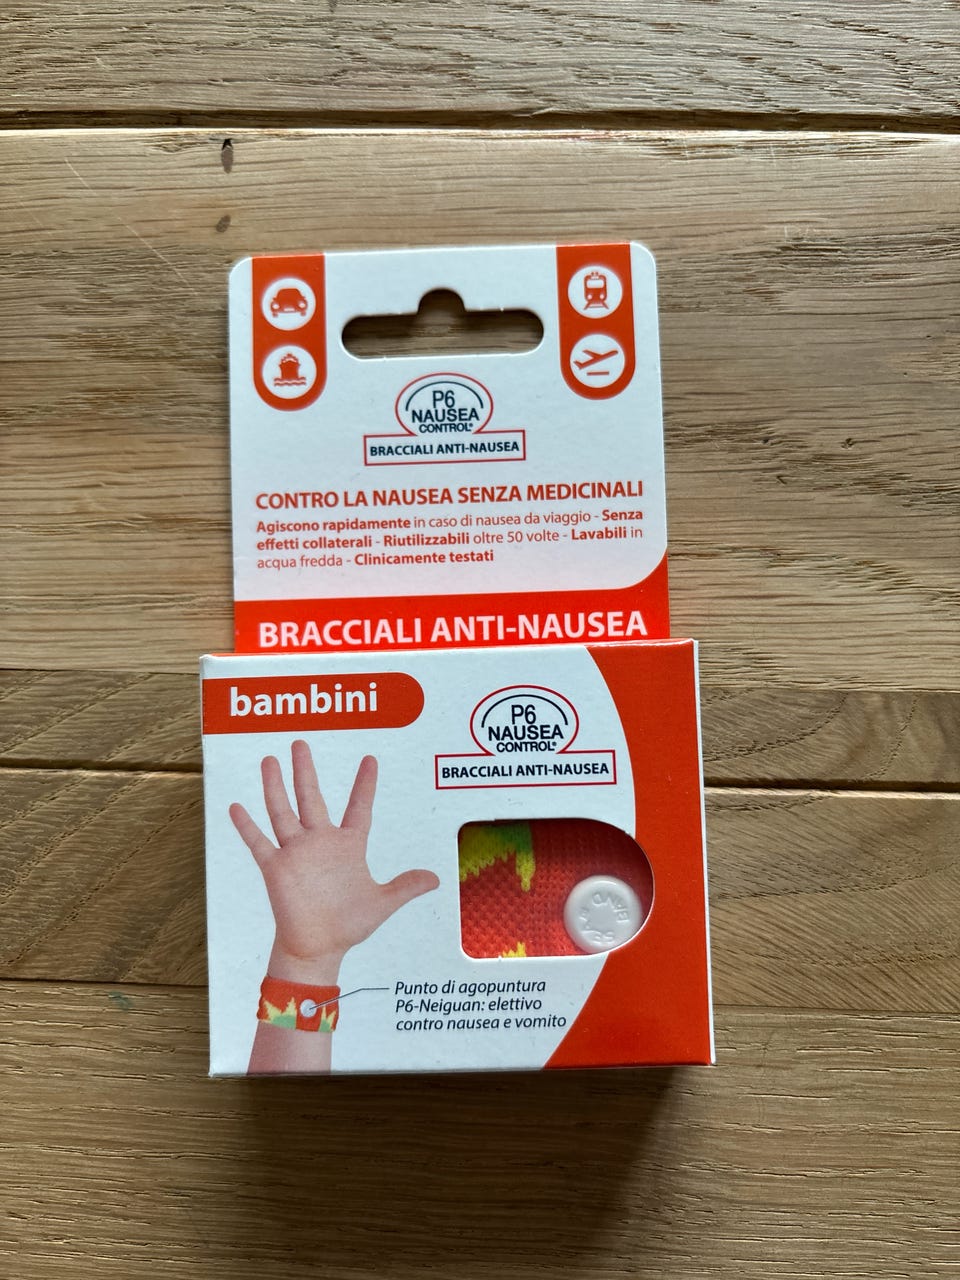 P6
NAUSEA
CONTROL®
BRACCIALI ANTI-NAUSEA
CONTRO LA NAUSEA SENZA MEDICINALI
Agiscono rapidamente in caso di nausea da viaggio - Senza
effetti collaterali - Riutilizzabili oltre 50 volte - Lavabili in
acqua fredda - Clinicamente testati
BRACCIALI ANTI-NAUSEA
bambini
P6
NAUSEA
CONTROL®
BRACCIALI ANTI-NAUSEA
SEA BAND
Punto di agopuntura
P6-Neiguan: elettivo
contro nausea e vomito